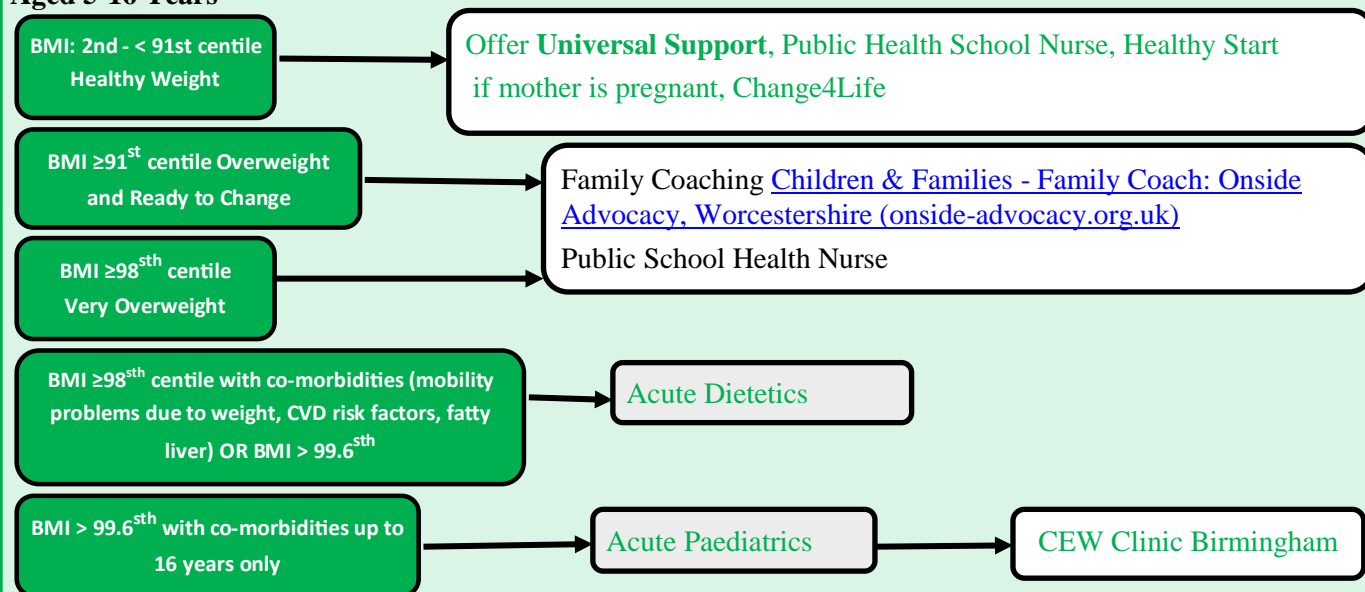 Aged Years
BMI: 2nd - < 91st centile
Healthy Weight
Offer Universal Support, Public Health School Nurse, Healthy Start
if mother is pregnant, Change4Life
BMI ≥91st centile Overweight
and Ready to Change
Family Coaching Children & Families - Family Coach: Onside
Advocacy, Worcestershire (onside-advocacy.org.uk)
Public School Health Nurse
BMI ≥98sth centile
Very Overweight
BMI ≥98sth centile with co-morbidities (mobility
problems due to weight, CVD risk factors, fatty
liver) OR BMI > 99.6sth
Acute Dietetics
BMI > 99.6sth with co-morbidities up to
16 years only
Acute Paediatrics
CEW Clinic Birmingham